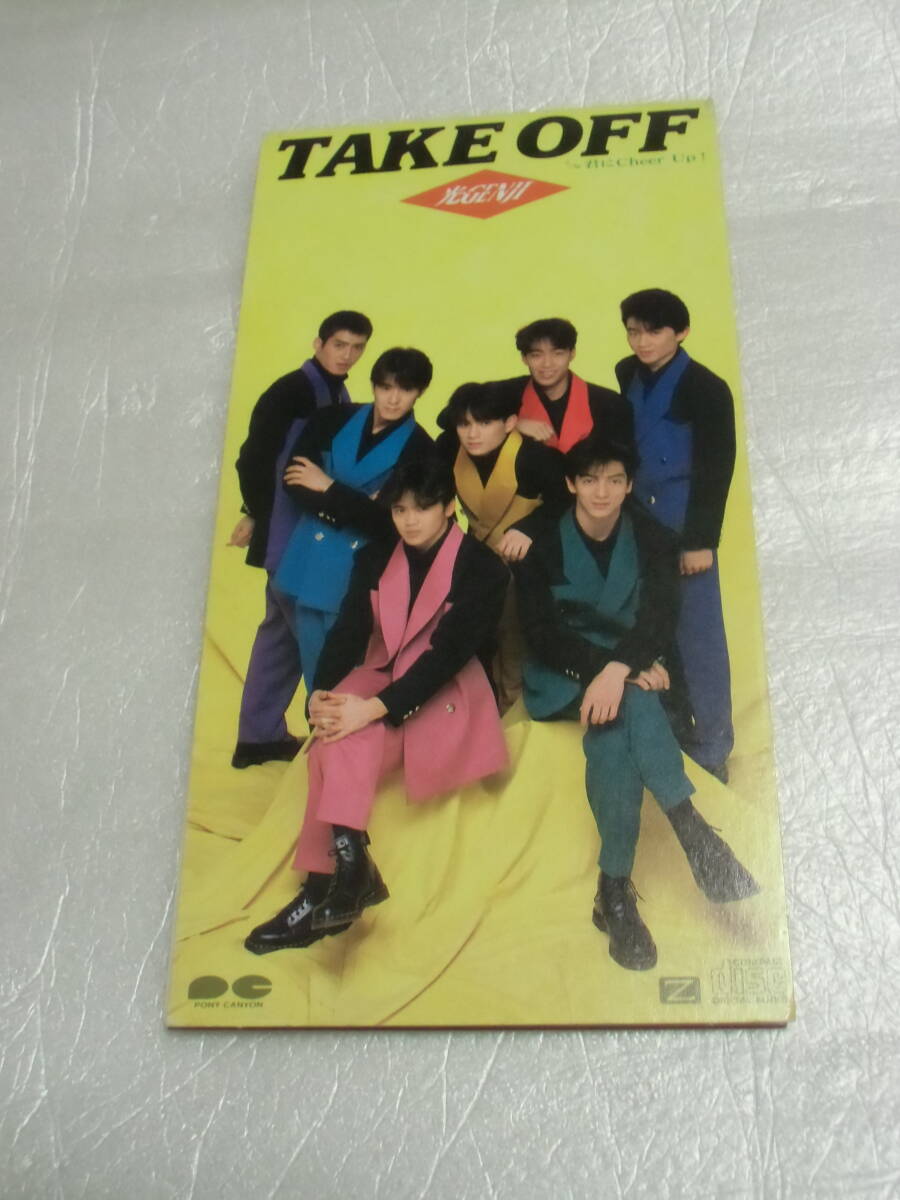 TAKE OFF
c/w 君にCheer Up!
光GENJI
PONY CANYON
Z
COMPACT
disc
DIGITAL AUDIO